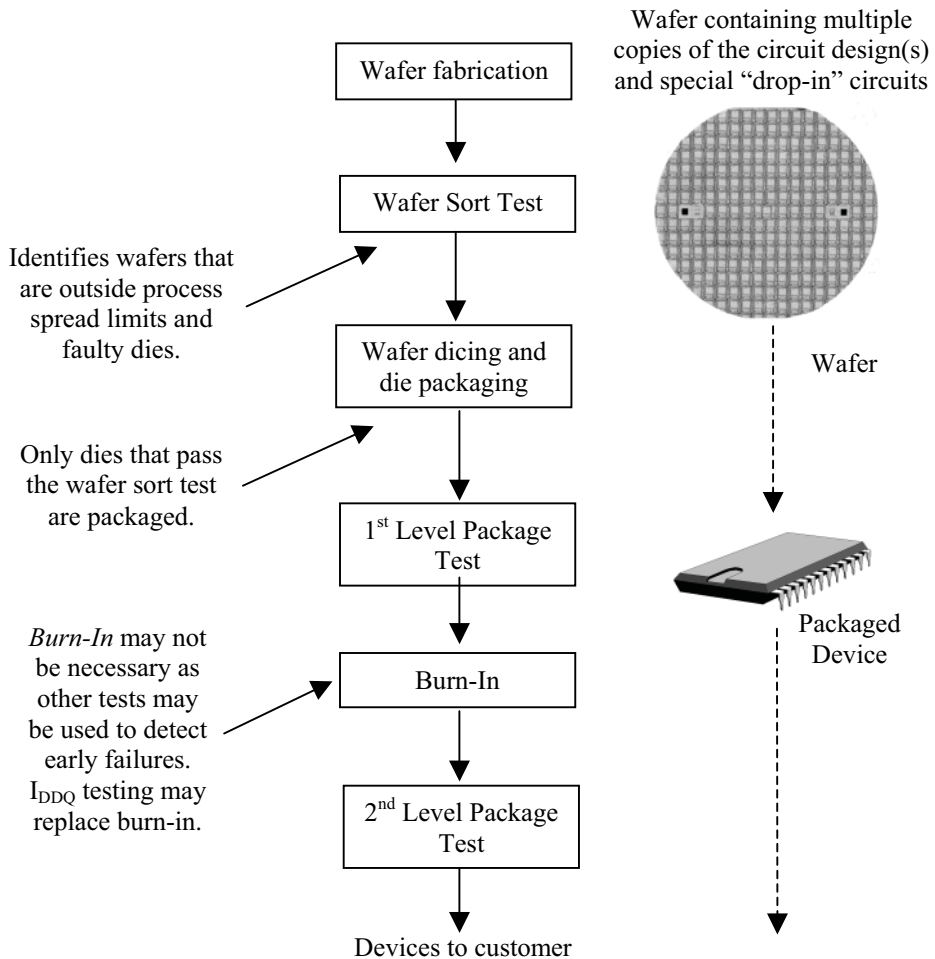 Wafer containing multiple
copies of the circuit design(s)
and special “drop-in” circuits
Wafer fabrication
Wafer Sort Test
Identifies wafers that
are outside process
spread limits and
faulty dies.
Wafer dicing and
die packaging
Wafer
Only dies that pass
the wafer sort test
are packaged.
1st Level Package
Test
Packaged
Device
Burn-In may not
be necessary as
other tests may
be used to detect
early failures.
IDDQ testing may
replace burn-in.
Burn-In
2nd Level Package
Test
Devices to customer